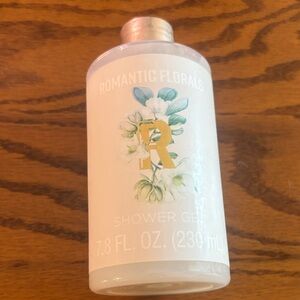 ROMANTIC FLORALS
R
SHOWER GEL
7.8 FL. OZ. (230 mL)